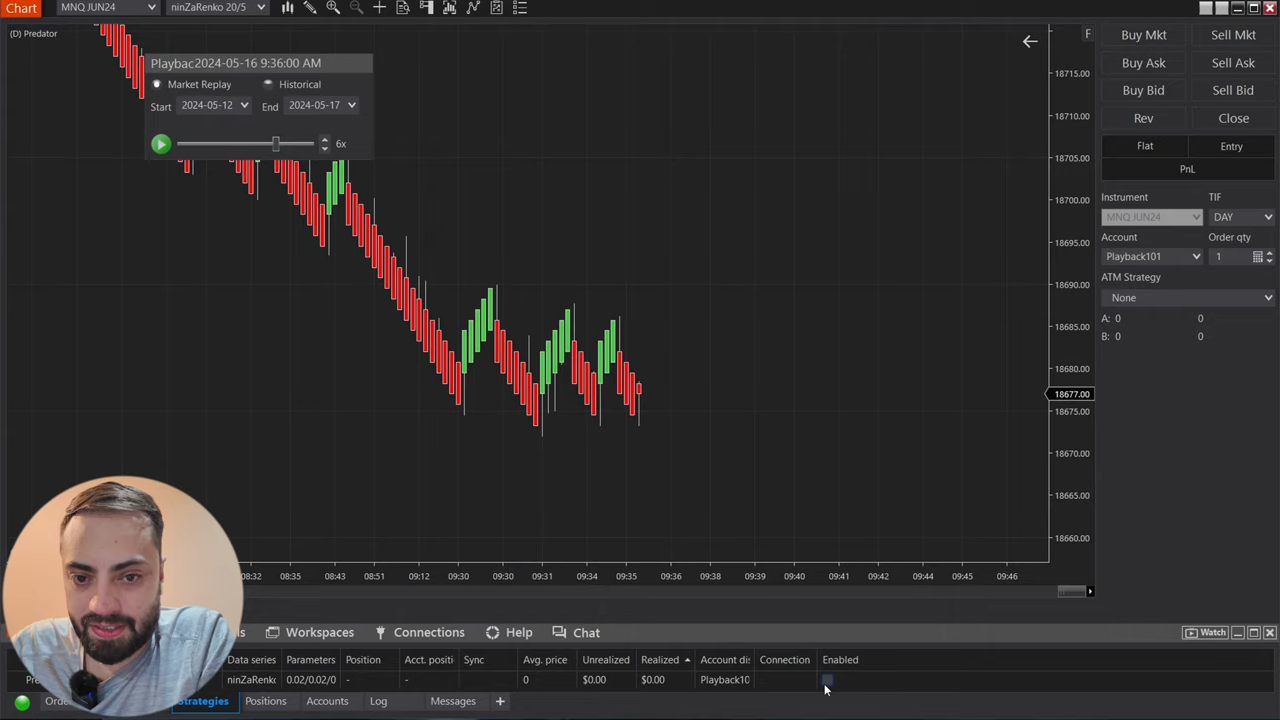 Chart MNQ JUN24 ninZaRenko 20/5
(D) Predator
F
Playbac2024-05-16 9:36:00 AM
Market Replay Historical
Start 2024-05-12 End 2024-05-17
6x
18715.00
18710.00
18705.00
18700.00
18695.00
18690.00
18685.00
18680.00
18677.00
18675.00
18670.00
18665.00
18660.00
08:32 08:35 08:43 08:51 09:12 09:30 09:30 09:31 09:34 09:35 09:36 09:40 09:41 09:42 09:44 09:45 09:46
Buy Mkt Sell Mkt
Buy Ask Sell Ask
Buy Bid Sell Bid
Rev Close
Flat Entry
PnL
Instrument TIF
MNQ JUN24 DAY
Account Order qty
Playback101 1
ATM Strategy
None
A: 0 0
B: 0 0
Workspaces Connections Help Chat Watch
Data series Parameters Position Acct. positi Sync Avg. price Unrealized Realized Account dis Connection Enabled
ninZaRenko 0.02/0.02/0 - - 0 $0.00 $0.00 Playback10
Strategies Positions Accounts Log Messages +